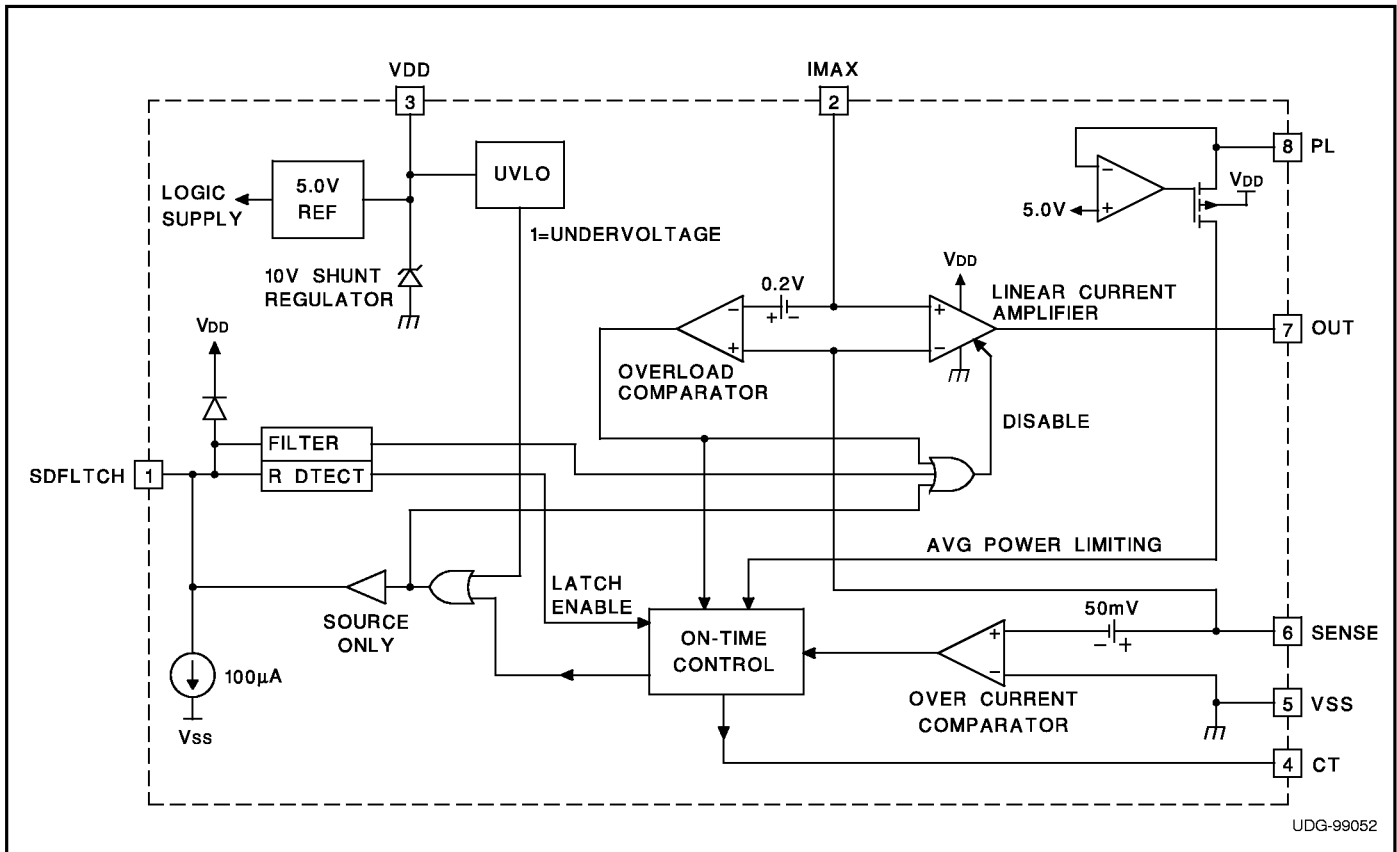 VDD
3
IMAX
2
8 PL
UVLO
5.0V
REF
LOGIC
SUPPLY
VDD
5.0V
-
+
1=UNDERVOLTAGE
10V SHUNT
REGULATOR
VDD
0.2V
+ -
LINEAR CURRENT
AMPLIFIER
-
+
+
-
7 OUT
VDD
OVERLOAD
COMPARATOR
DISABLE
FILTER
R DTECT
SDFLTCH 1
AVG POWER LIMITING
LATCH
ENABLE
SOURCE
ONLY
50mV
- +
6 SENSE
ON-TIME
CONTROL
+
-
100µA
OVER CURRENT
COMPARATOR
5 VSS
VSS
4 CT
UDG-99052